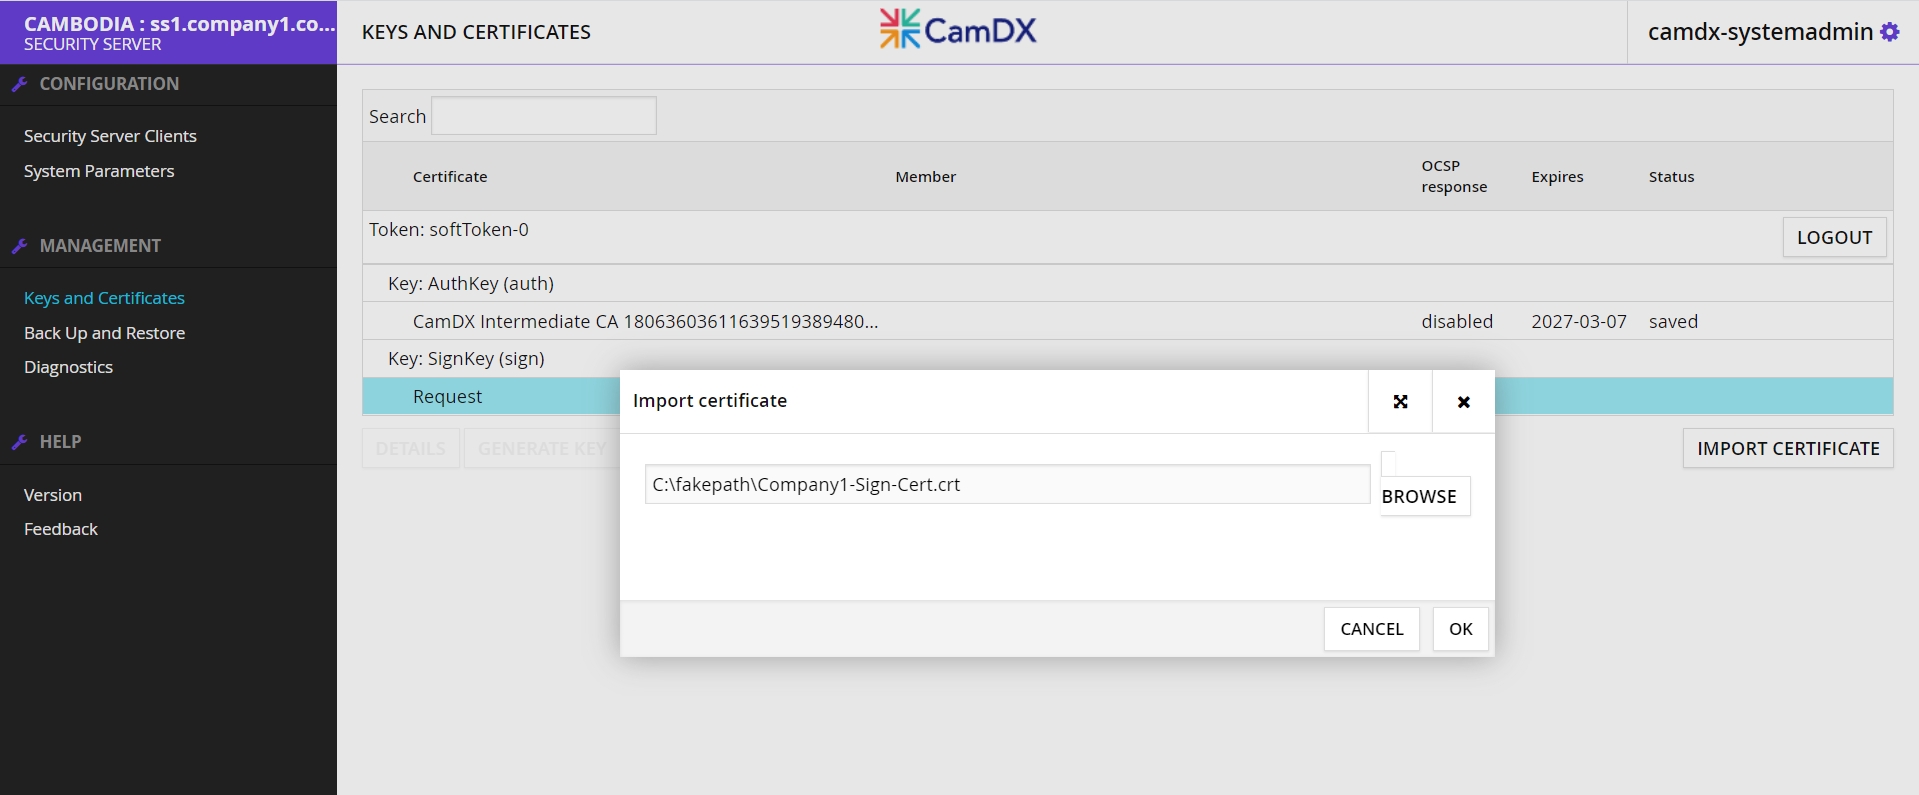 CAMBODIA : ss1.company1.co...
SECURITY SERVER
KEYS AND CERTIFICATES
CamDX
camdx-systemadmin
CONFIGURATION
Security Server Clients
System Parameters
MANAGEMENT
Keys and Certificates
Back Up and Restore
Diagnostics
HELP
Version
Feedback
Search
Certificate
Member
OCSP
response
Expires
Status
Token: softToken-0
LOGOUT
Key: AuthKey (auth)
CamDX Intermediate CA 18063603611639519389480... disabled 2027-03-07 saved
Key: SignKey (sign)
Request
DETAILS
GENERATE KEY
IMPORT CERTIFICATE
Import certificate
C:\fakepath\Company1-Sign-Cert.crt
BROWSE
CANCEL
OK